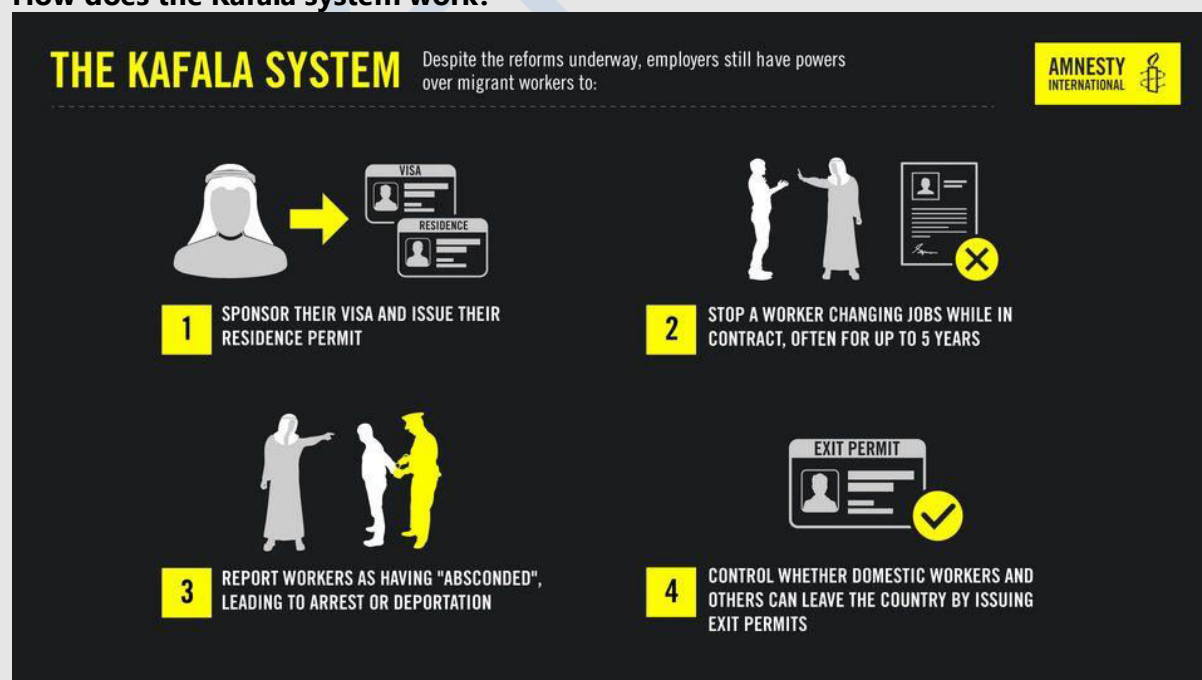 How does the Kafala system work?
THE KAFALA SYSTEM
Despite the reforms underway, employers still have powers
over migrant workers to:
AMNESTY
INTERNATIONAL
VISA
RESIDENCE
1
SPONSOR THEIR VISA AND ISSUE THEIR
RESIDENCE PERMIT
2
STOP A WORKER CHANGING JOBS WHILE IN
CONTRACT, OFTEN FOR UP TO 5 YEARS
3
REPORT WORKERS AS HAVING "ABSCONDED",
LEADING TO ARREST OR DEPORTATION
EXIT PERMIT
4
CONTROL WHETHER DOMESTIC WORKERS AND
OTHERS CAN LEAVE THE COUNTRY BY ISSUING
EXIT PERMITS